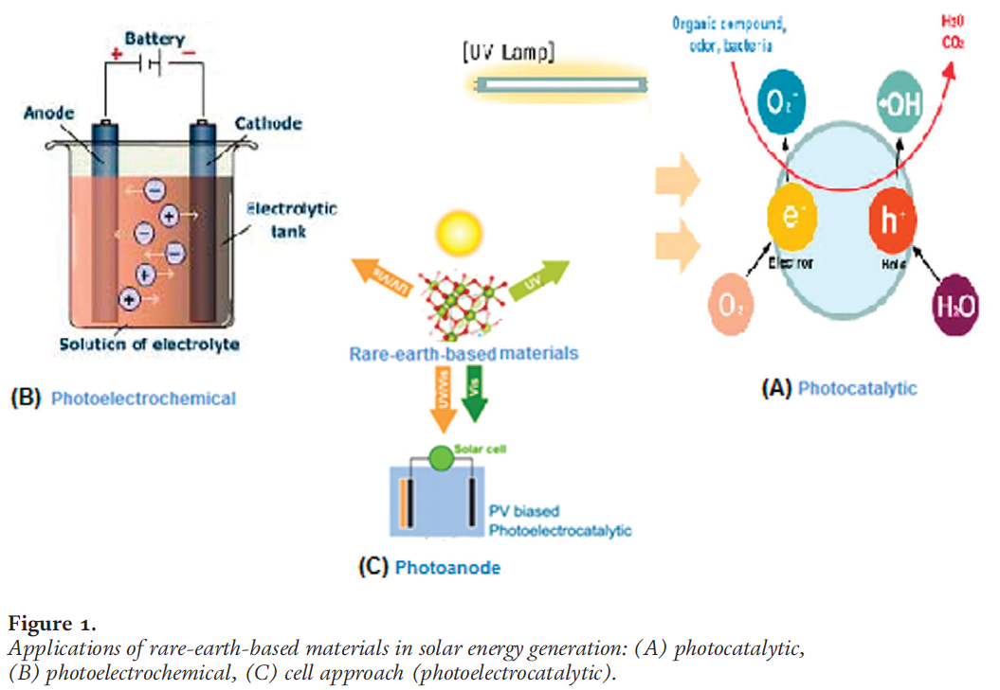 Battery
+ −
Anode
Cathode
Electrolytic
tank
Solution of electrolyte
(B) Photoelectrochemical
[UV Lamp]
UV/Vis
UV
Rare-earth-based materials
UV/Vis
Vis
Solar cell
PV biased
Photoelectrocatalytic
(C) Photoanode
Organic compound,
odor, bacteria
H2O
CO2
O2⁻
•OH
e⁻
h⁺
Electron
Hole
O2
H2O
(A) Photocatalytic
Figure 1.
Applications of rare-earth-based materials in solar energy generation: (A) photocatalytic,
(B) photoelectrochemical, (C) cell approach (photoelectrocatalytic).